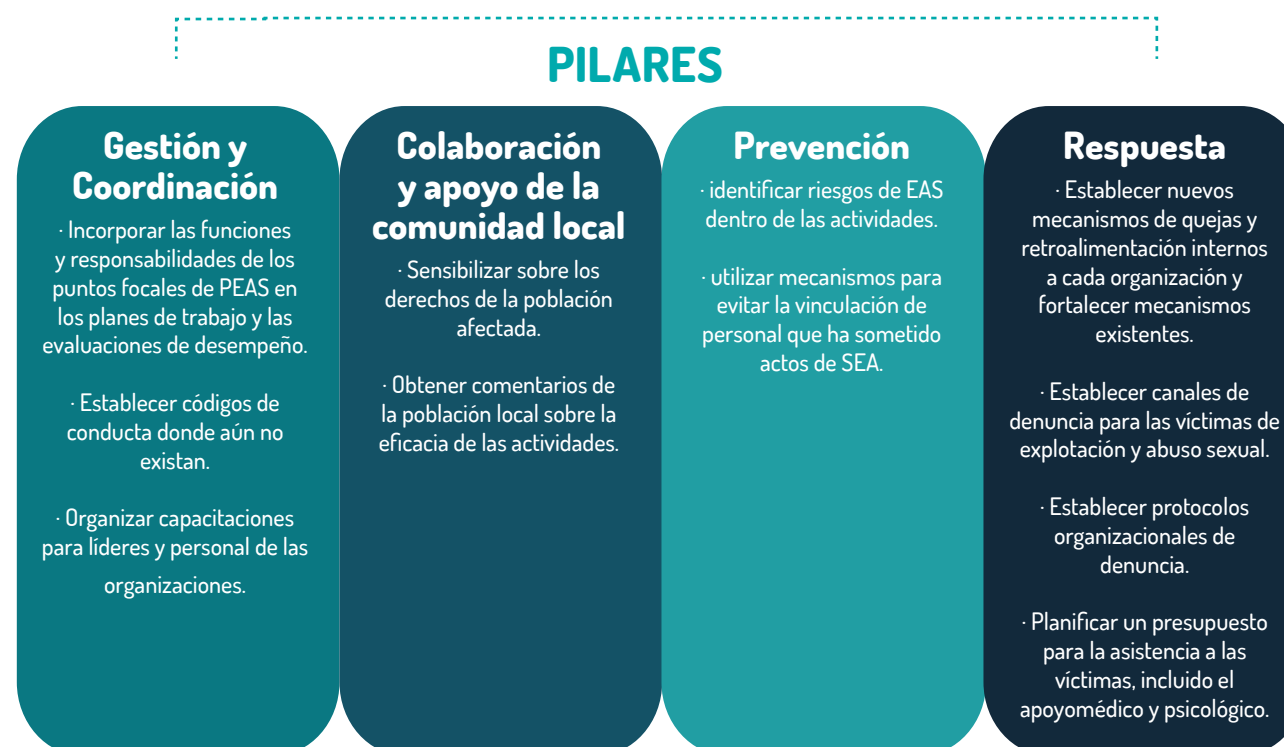 PILARES
Gestión y
Coordinación
· Incorporar las funciones
y responsabilidades de los
puntos focales de PEAS en
los planes de trabajo y las
evaluaciones de desempeño.
· Establecer códigos de
conducta donde aún no
existan.
· Organizar capacitaciones
para líderes y personal de las
organizaciones.
Colaboración
y apoyo de la
comunidad local
· Sensibilizar sobre los
derechos de la población
afectada.
· Obtener comentarios de
la población local sobre la
eficacia de las actividades.
Prevención
· identificar riesgos de EAS
dentro de las actividades.
· utilizar mecanismos para
evitar la vinculación de
personal que ha sometido
actos de SEA.
Respuesta
· Establecer nuevos
mecanismos de quejas y
retroalimentación internos
a cada organización y
fortalecer mecanismos
existentes.
· Establecer canales de
denuncia para las víctimas de
explotación y abuso sexual.
· Establecer protocolos
organizacionales de
denuncia.
· Planificar un presupuesto
para la asistencia a las
víctimas, incluido el
apoyomédico y psicológico.